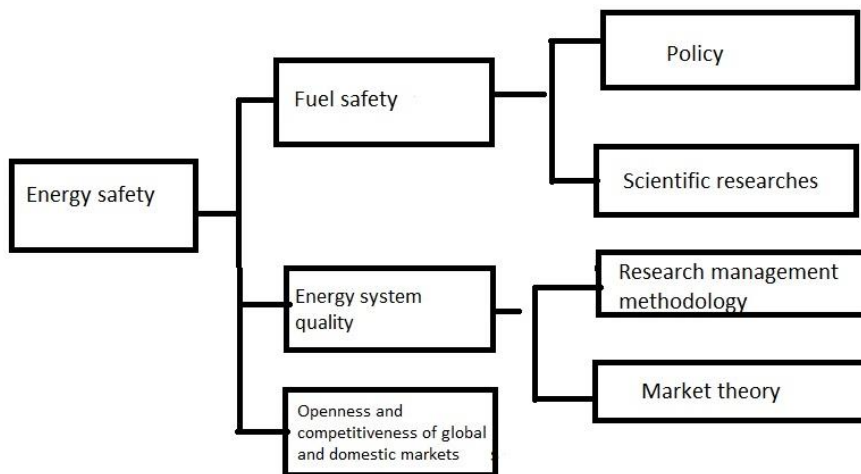 Policy
Fuel safety
Scientific researches
Energy safety
Research management
methodology
Energy system
quality
Market theory
Openness and
competitiveness of global
and domestic markets